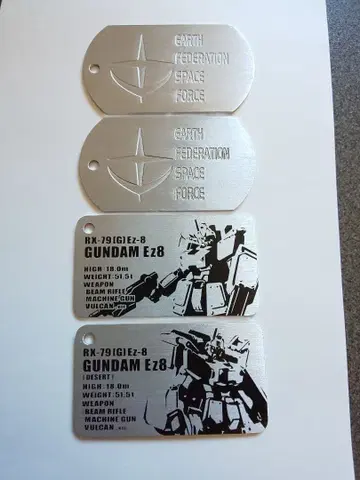 EARTH
FEDERATION
SPACE
FORCE
EARTH
FEDERATION
SPACE
FORCE
RX-79[G]Ez-8
GUNDAM Ez8
HIGH:18.0m
WEIGHT:51.5t
WEAPON
BEAM RIFLE
MACHINE GUN
VULCAN
RX-79[G]Ez-8
GUNDAM Ez8
[DESERT]
HIGH:18.0m
WEIGHT:51.5t
WEAPON
BEAM RIFLE
MACHINE GUN
VULCAN